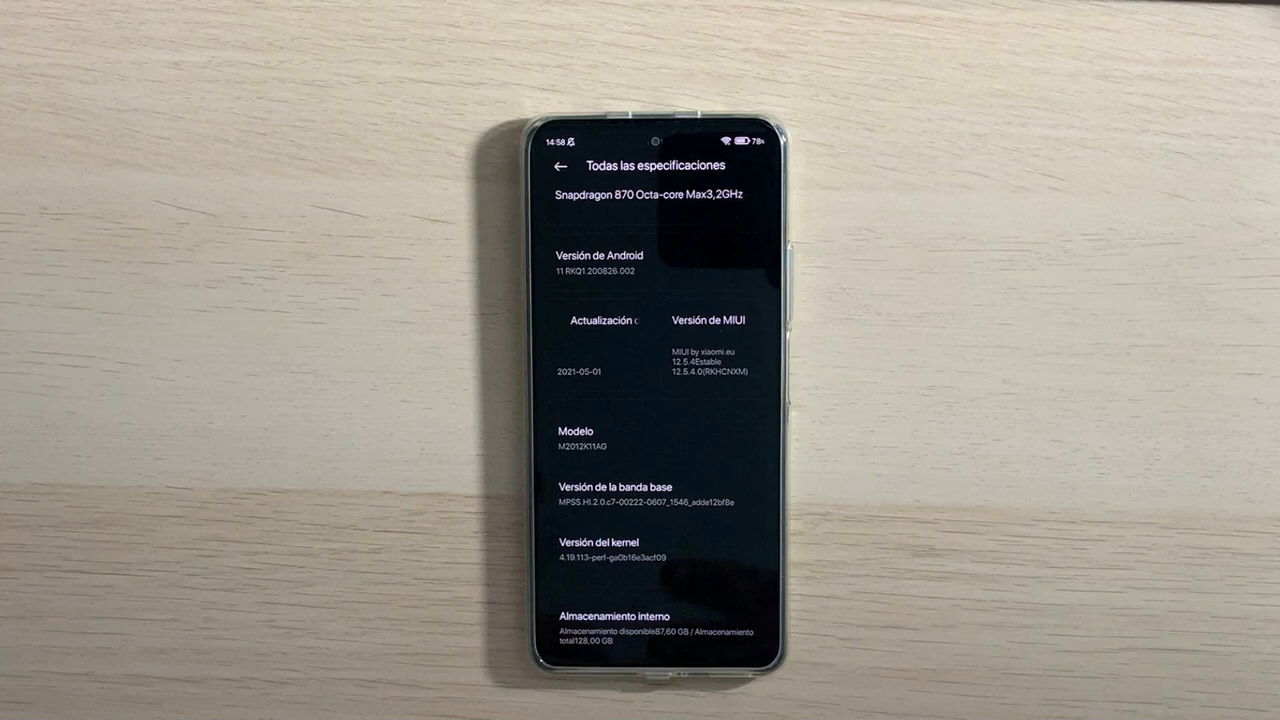 14:58 78%
Todas las especificaciones
Snapdragon 870 Octa-core Max3,2GHz
Versión de Android
11 RKQ1.200826.002
Actualización
2021-05-01
Versión de MIUI
MIUI by xiaomi.eu
12.5.4Estable
12.5.4.0(RKHCNXM)
Modelo
M2012K11AG
Versión de la banda base
MPSS.HI.2.0.c7-00222-0607_1546_adde12bf8e
Versión del kernel
4.19.113-perf-ga0b16e3acf09
Almacenamiento interno
Almacenamiento disponible87,60 GB / Almacenamiento
total128,00 GB